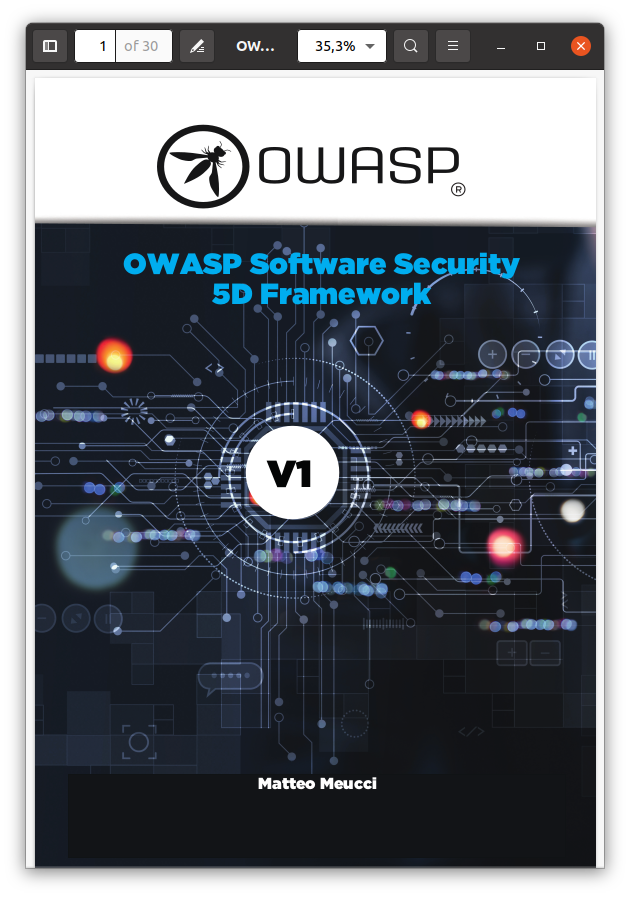 1
of 30
OW...
35,3%
OWASP
®
OWASP Software Security
5D Framework
V1
Matteo Meucci